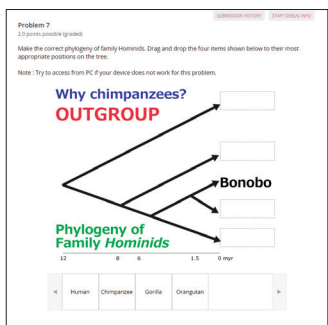 SUBMISSION HISTORY STAFF DEBUG INFO
Problem 7
2.0 points possible (graded)
Make the correct phylogeny of family Hominids. Drag and drop the four items shown below to their most
appropriate positions on the tree.
Note : Try to access from PC if your device does not work for this problem.
Why chimpanzees?
OUTGROUP
Bonobo
Phylogeny of
Family Hominids
12 8 6 1.5 0 myr
Human Chimpanzee Gorilla Orangutan